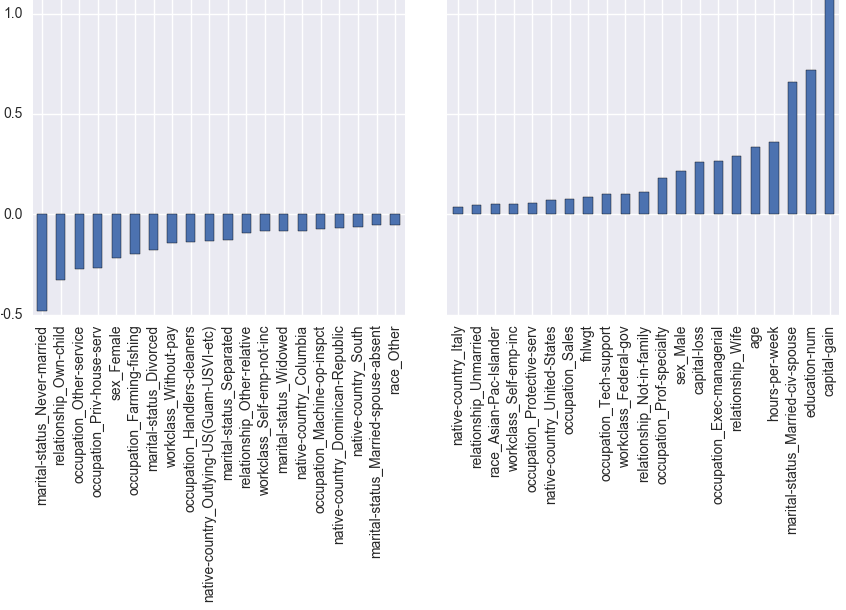 1.0
0.5
0.0
-0.5
marital-status_Never-married
relationship_Own-child
occupation_Other-service
occupation_Priv-house-serv
sex_Female
occupation_Farming-fishing
marital-status_Divorced
workclass_Without-pay
occupation_Handlers-cleaners
native-country_Outlying-US(Guam-USVI-etc)
marital-status_Separated
relationship_Other-relative
workclass_Self-emp-not-inc
marital-status_Widowed
native-country_Columbia
occupation_Machine-op-inspct
native-country_Dominican-Republic
native-country_South
marital-status_Married-spouse-absent
race_Other
native-country_Italy
relationship_Unmarried
race_Asian-Pac-Islander
workclass_Self-emp-inc
occupation_Protective-serv
native-country_United-States
occupation_Sales
fnlwgt
occupation_Tech-support
workclass_Federal-gov
relationship_Not-in-family
occupation_Prof-specialty
sex_Male
capital-loss
occupation_Exec-managerial
relationship_Wife
age
hours-per-week
marital-status_Married-civ-spouse
education-num
capital-gain